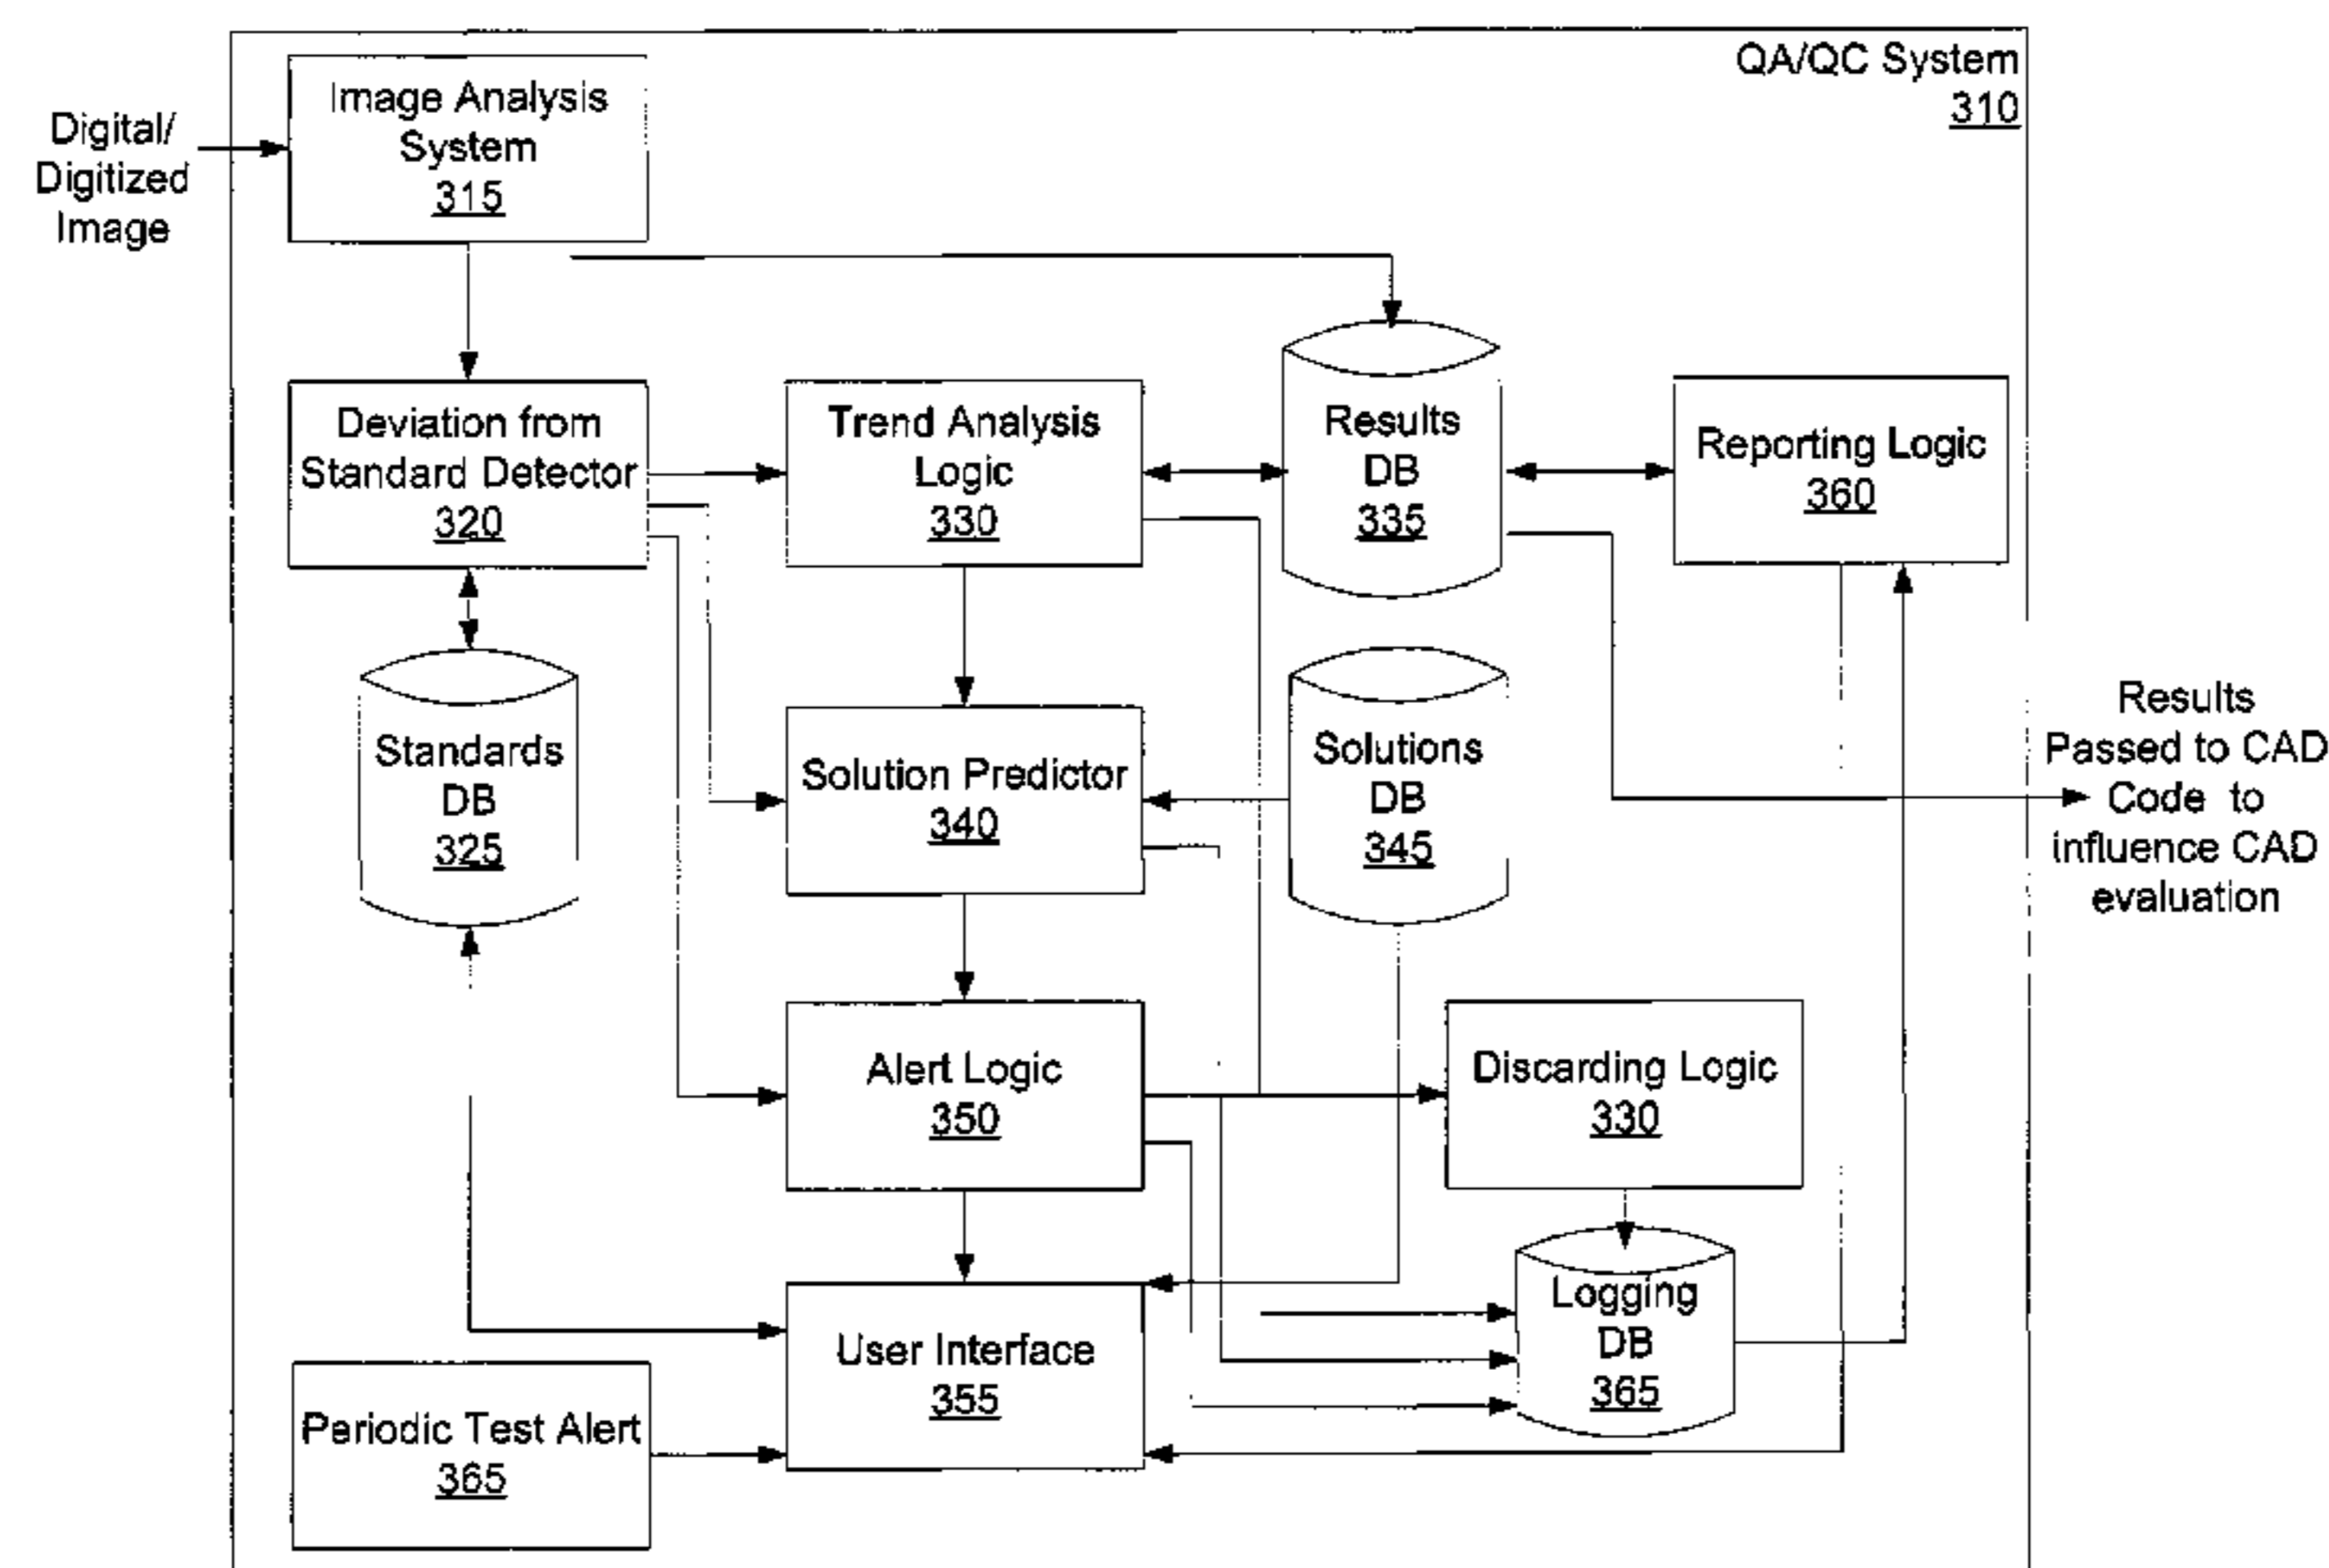 QA/QC System
310
Image Analysis
System
315
Digital/
Digitized
Image
Deviation from
Standard Detector
320
Trend Analysis
Logic
330
Results
DB
335
Reporting Logic
360
Standards
DB
325
Solution Predictor
340
Solutions
DB
345
Results
Passed to CAD
Code to
influence CAD
evaluation
Alert Logic
350
Discarding Logic
330
User Interface
355
Logging
DB
365
Periodic Test Alert
365